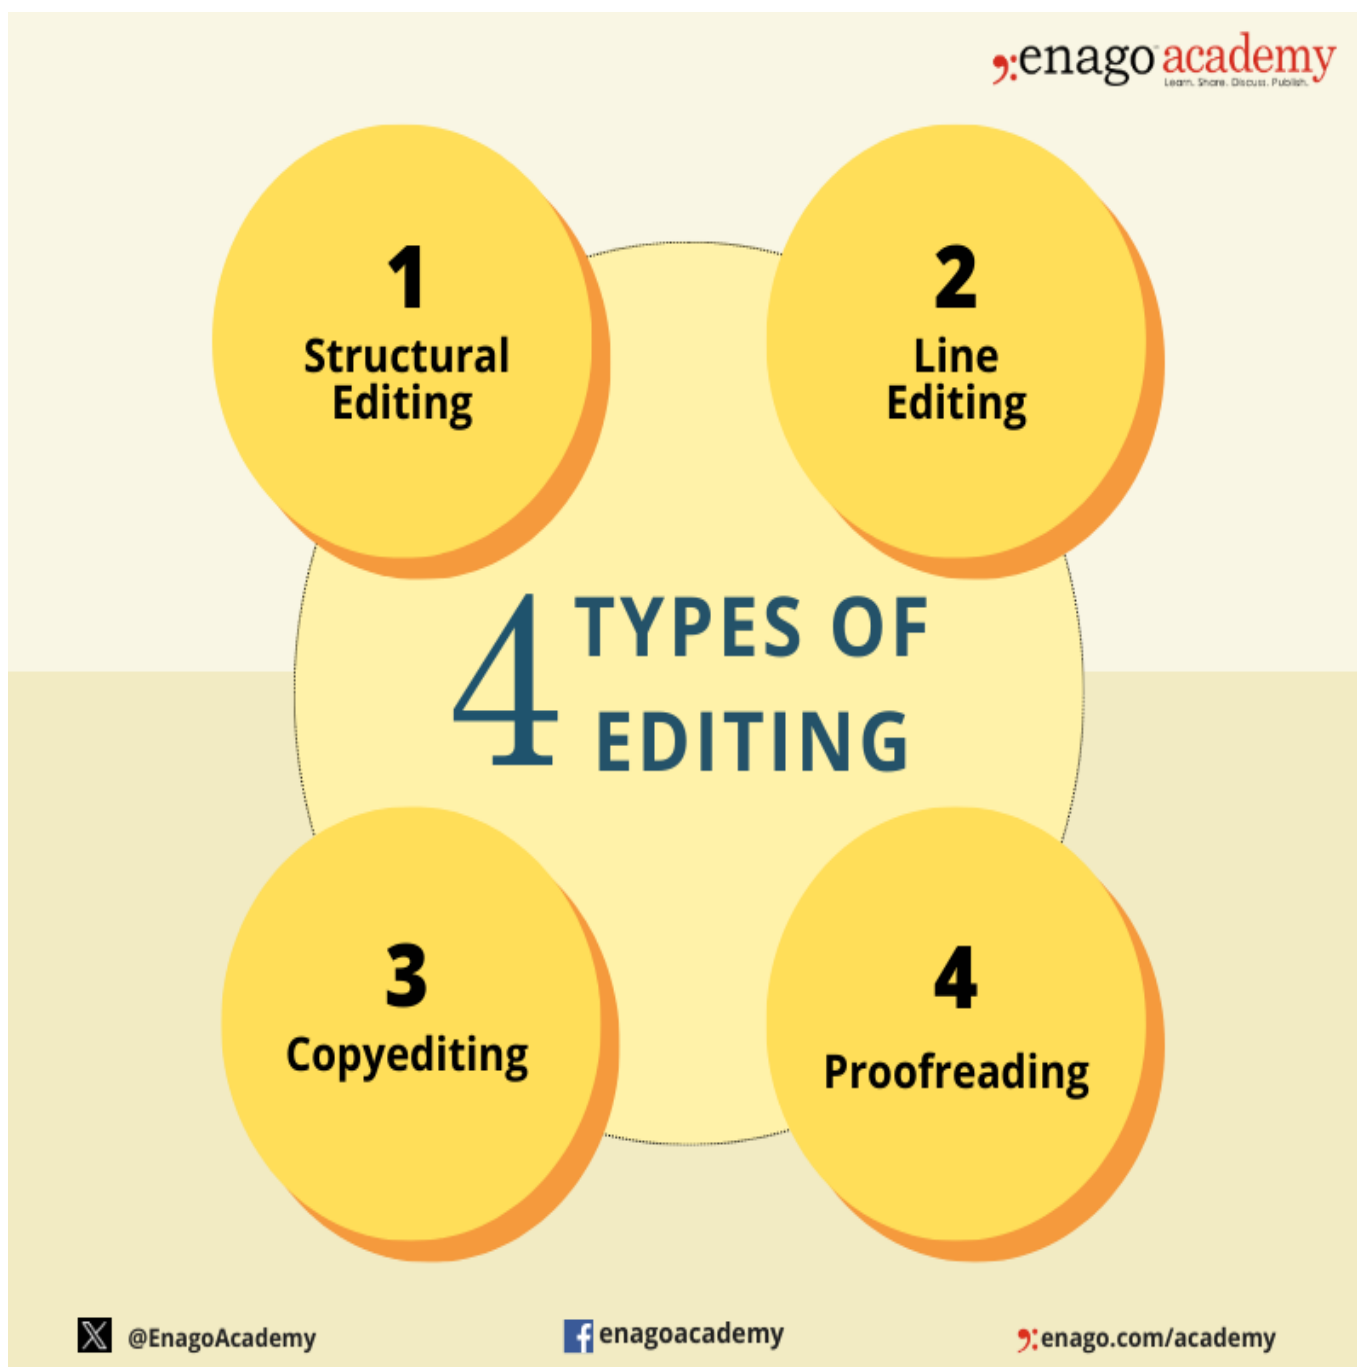 enago academy
Learn. Share. Discuss. Publish.
1
Structural
Editing
2
Line
Editing
4 TYPES OF
EDITING
3
Copyediting
4
Proofreading
@EnagoAcademy
enagoacademy
enago.com/academy